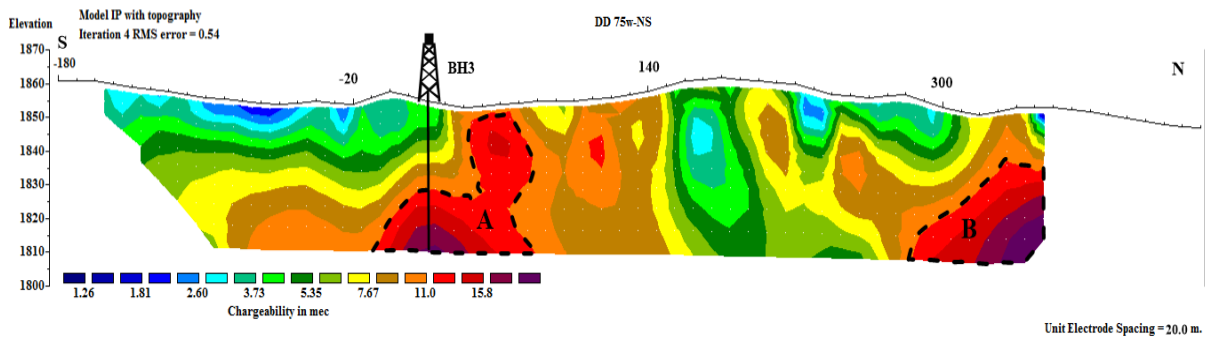 Model IP with topography
DD 75w-NS
Elevation
Iteration 4 RMS error = 0.54
1870
S
BH3
N
-180
-20
140
300
1860
1850
1840
1830
1820
A
B
1810
1800
1.26 1.81 2.60 3.73 5.35 7.67 11.0 15.8
Chargeability in mec
Unit Electrode Spacing = 20.0 m.